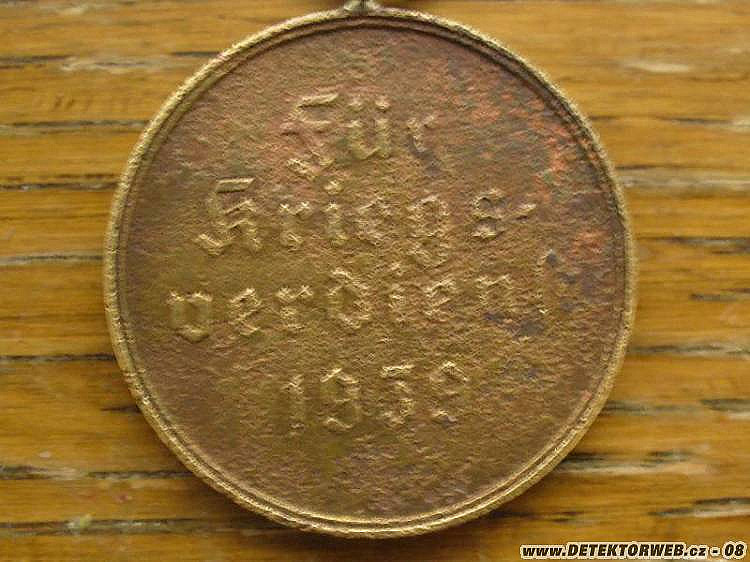 Für
Kriegs-
verdienst
1939
www.DETEKTORWEB.cz - 08